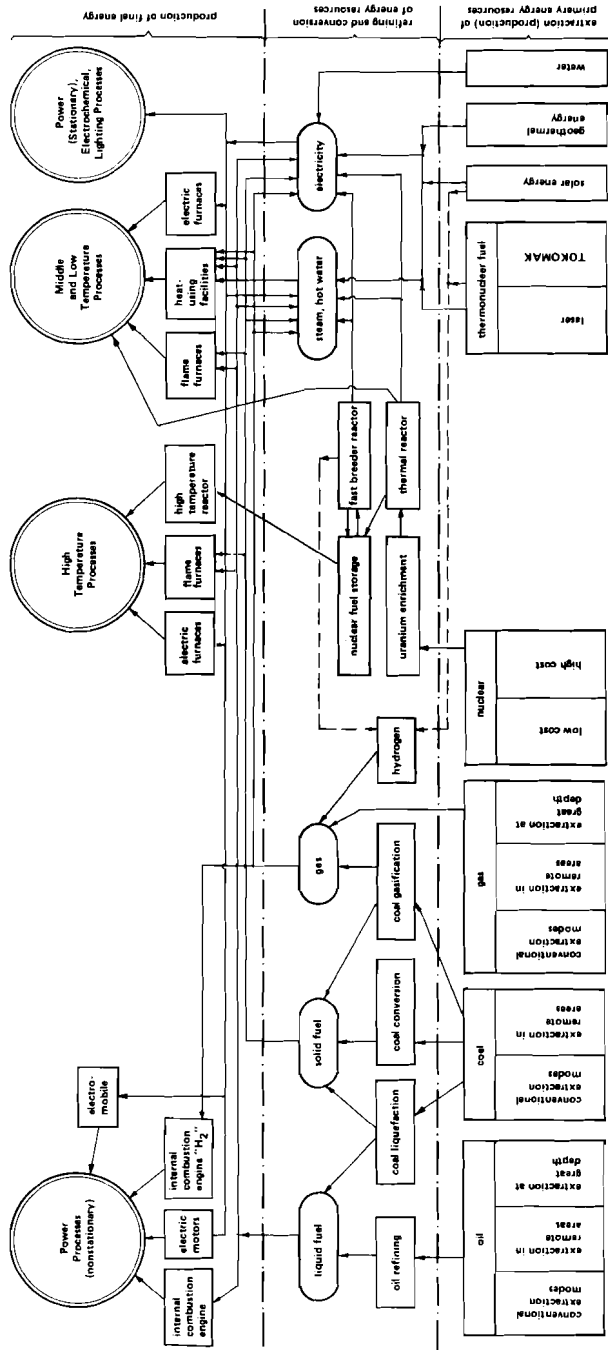 Power
Processes
(nonstationary)
High
Temperature
Processes
Middle
and Low
Temperature
Processes
Power
(Stationary),
Electrochemical,
Lighting Processes
production of final energy
internal
combustion
engine
electric
motors
internal
combustion
engine "H2"
electro-
mobile
electric
furnaces
flame
furnaces
high
temperature
reactor
flame
furnaces
heat-
using
facilities
electric
furnaces
refining and conversion
of energy resources
liquid fuel
solid fuel
gas
steam, hot water
electricity
oil refining
coal liquefaction
coal conversion
coal gasification
hydrogen
nuclear fuel storage
fast breeder reactor
uranium enrichment
thermal reactor
extraction (production) of
primary energy resources
oil
conventional
extraction
modes
extraction in
remote
areas
extraction at
great
depth
coal
conventional
extraction
modes
extraction in
remote
areas
gas
conventional
extraction
modes
extraction in
remote
areas
extraction at
great
depth
nuclear
low cost
high cost
thermonuclear fuel
laser
TOKOMAK
solar energy
geothermal
energy
water